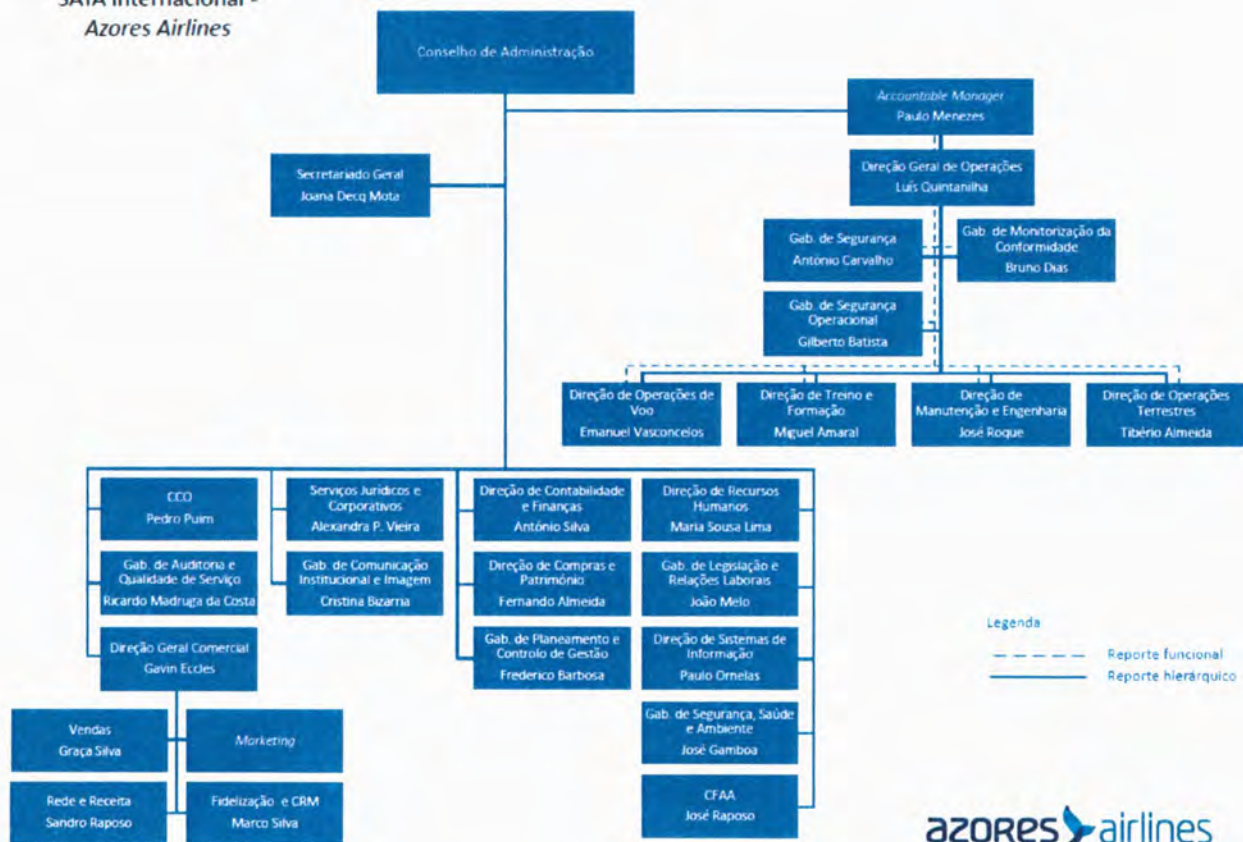 SATA Internacional -
Azores Airlines
Conselho de Administração
Accountable Manager
Paulo Menezes
Secretariado Geral
Joana Decq Mota
Direção Geral de Operações
Luís Quintanilha
Gab. de Segurança
António Carvalho
Gab. de Monitorização da
Conformidade
Bruno Dias
Gab. de Segurança
Operacional
Gilberto Batista
Direção de Operações de
Voo
Emanuel Vasconcelos
Direção de Treino e
Formação
Miguel Amaral
Direção de
Manutenção e Engenharia
José Roque
Direção de Operações
Terrestres
Tibério Almeida
CCO
Pedro Puim
Serviços Jurídicos e
Corporativos
Alexandra P. Vieira
Direção de Contabilidade
e Finanças
António Silva
Direção de Recursos
Humanos
Maria Sousa Lima
Gab. de Auditoria e
Qualidade de Serviço
Ricardo Madruga da Costa
Gab. de Comunicação
Institucional e Imagem
Cristina Bizarria
Direção de Compras e
Património
Fernando Almeida
Gab. de Legislação e
Relações Laborais
João Melo
Direção Geral Comercial
Gavin Eccles
Gab. de Planeamento e
Controlo de Gestão
Frederico Barbosa
Direção de Sistemas de
Informação
Paulo Ornelas
Legenda
Reporte funcional
Reporte hierárquico
Vendas
Graça Silva
Marketing
Gab. de Segurança, Saúde
e Ambiente
José Gamboa
Rede e Receita
Sandro Raposo
Fidelização e CRM
Marco Silva
CFAA
José Raposo
azores airlines